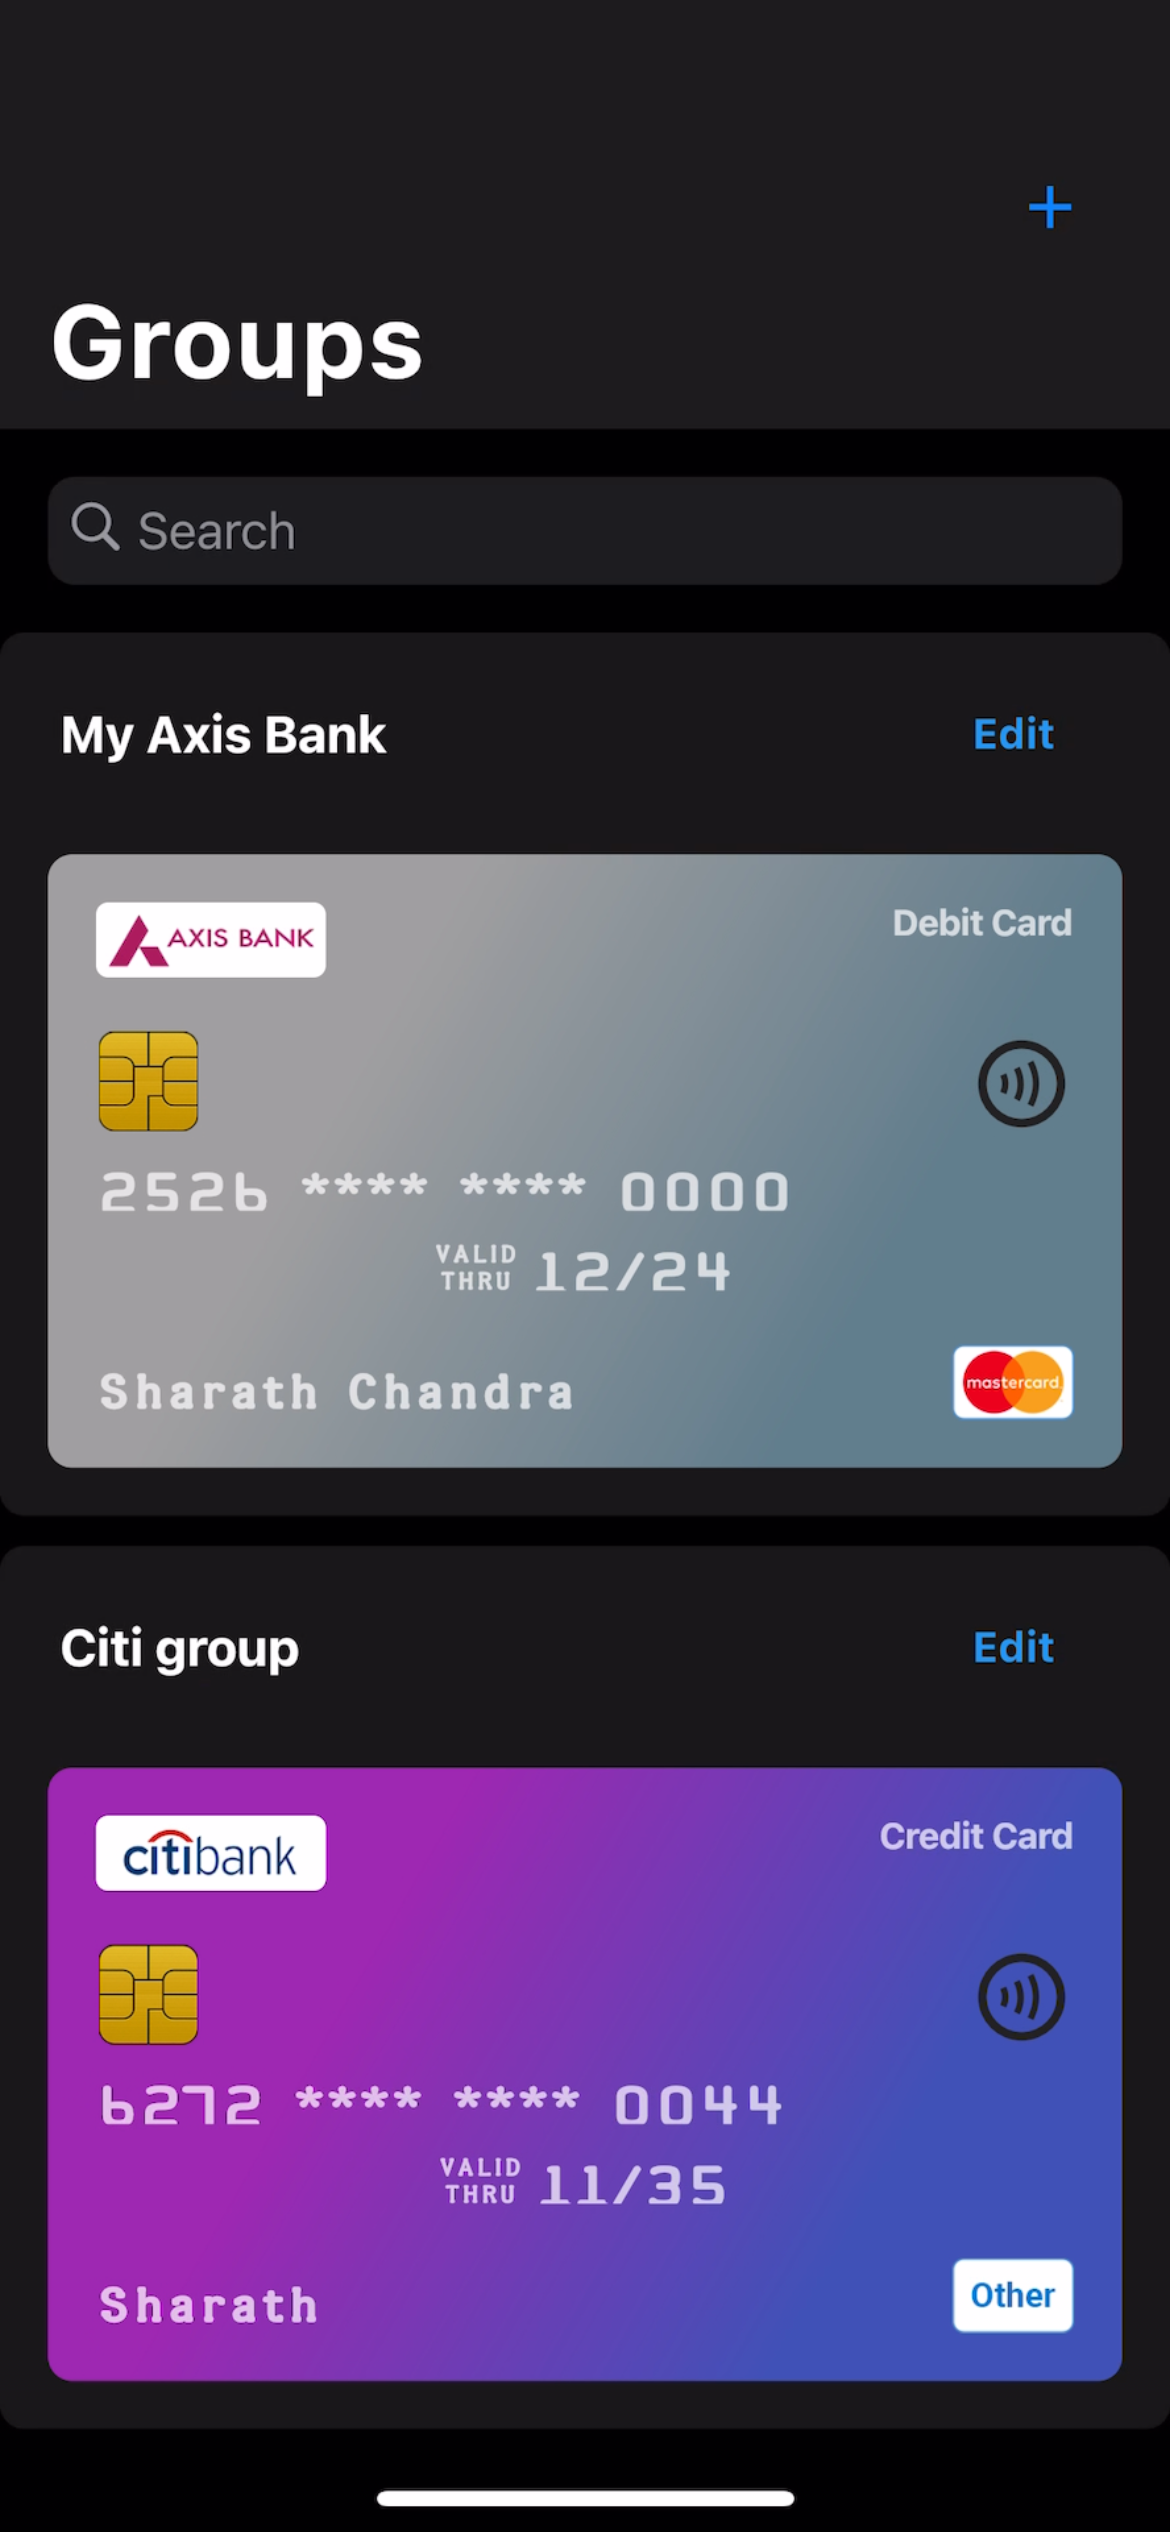 Groups
Search
My Axis Bank
Edit
AXIS BANK
Debit Card
2526 **** **** 0000
VALID THRU 12/24
Sharath Chandra
mastercard
Citi group
Edit
citibank
Credit Card
6272 **** **** 0044
VALID THRU 11/35
Sharath
Other